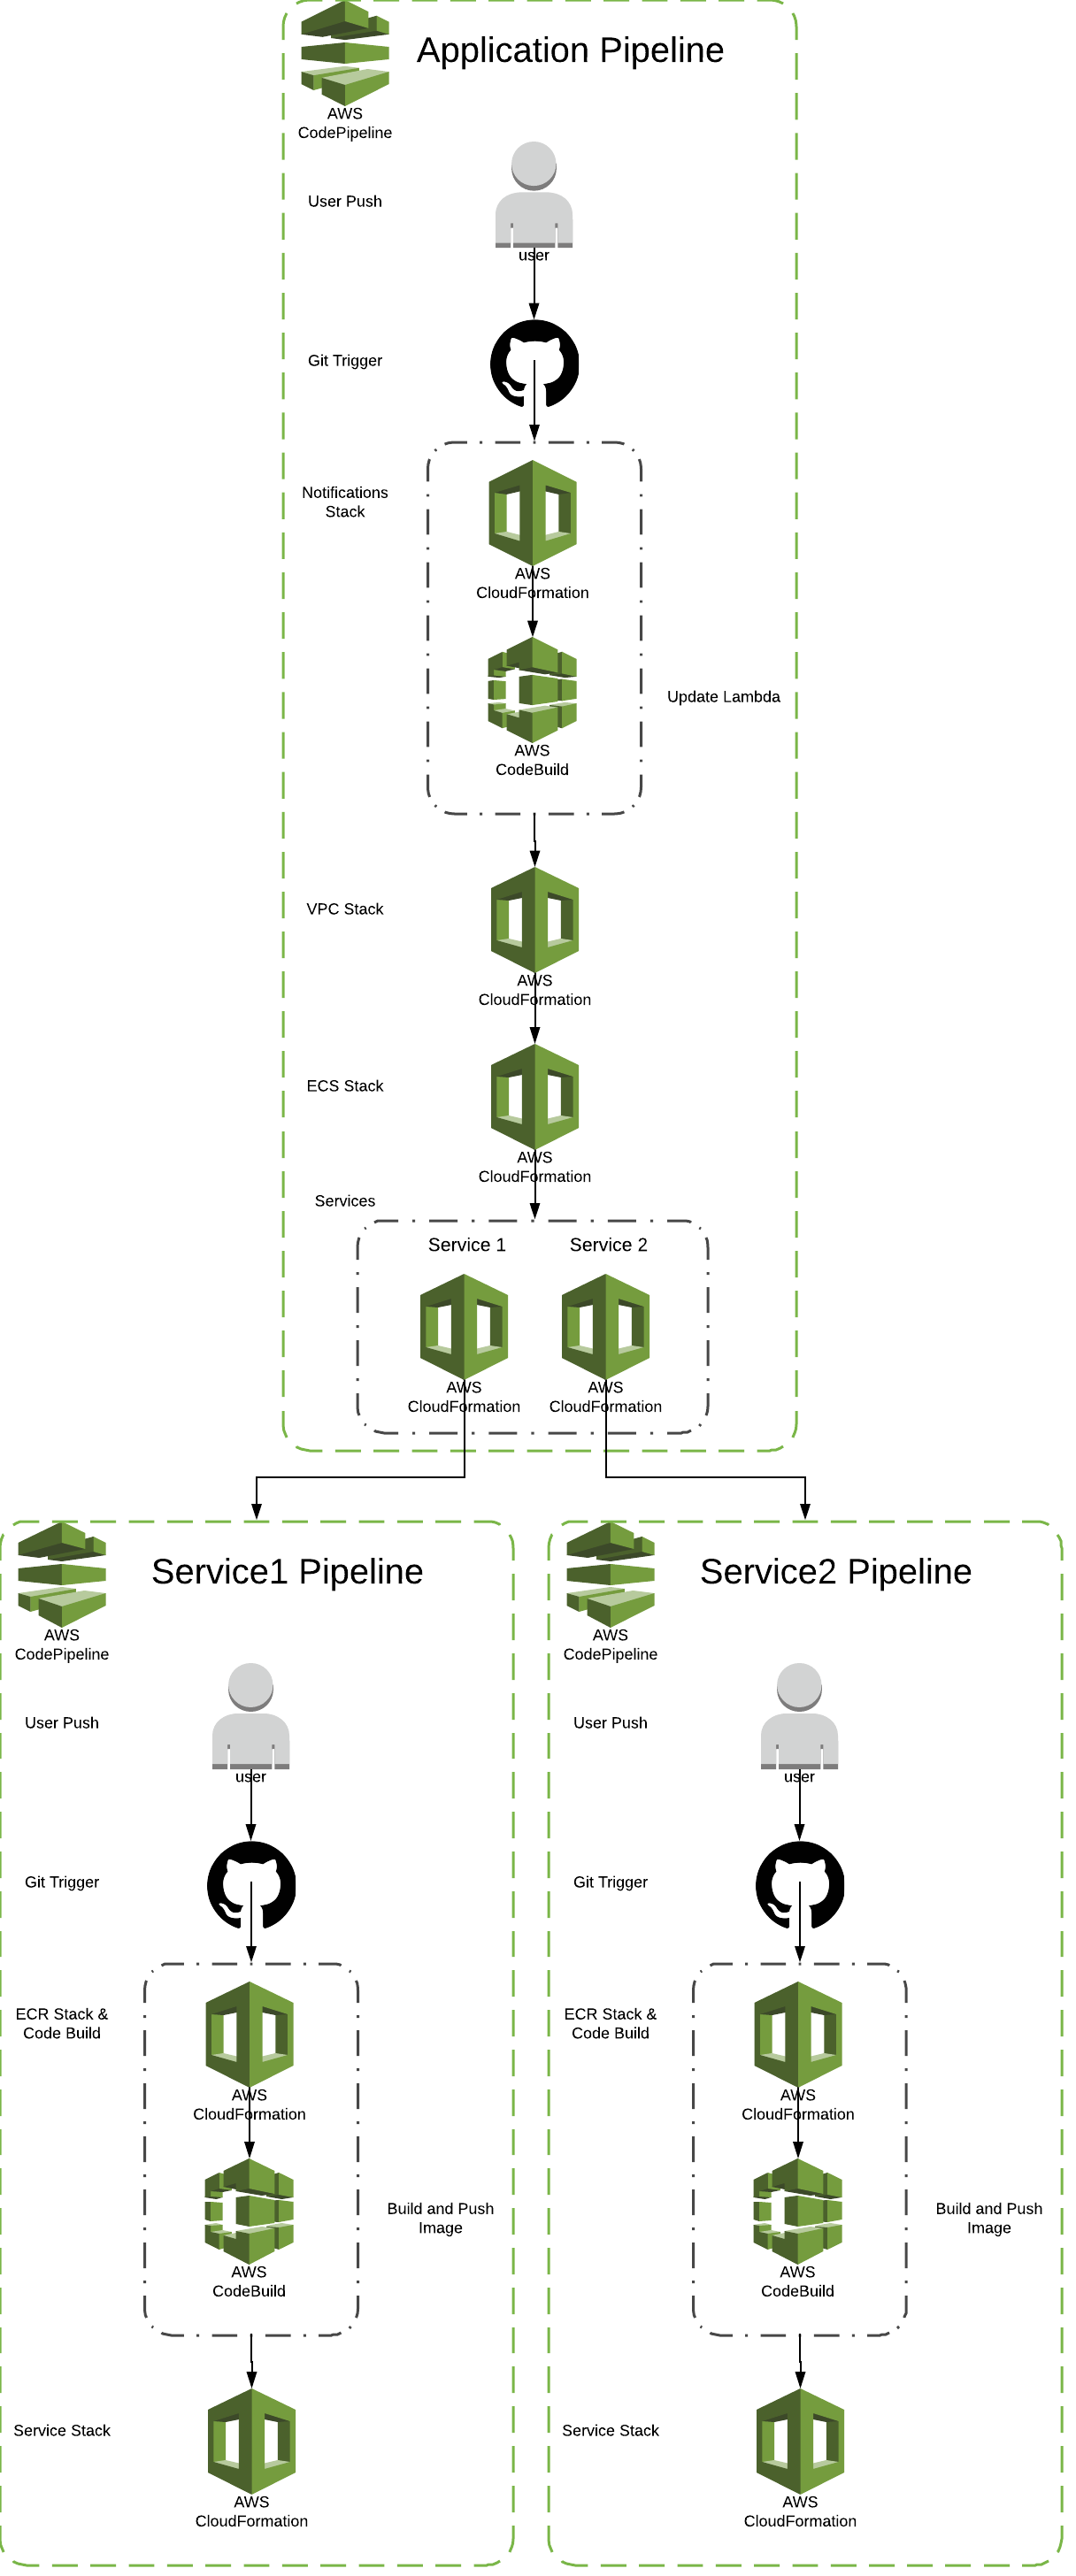 Application Pipeline
AWS
CodePipeline
User Push
user
Git Trigger
Notifications
Stack
AWS
CloudFormation
Update Lambda
AWS
CodeBuild
VPC Stack
AWS
CloudFormation
ECS Stack
AWS
CloudFormation
Services
Service 1
Service 2
AWS
CloudFormation
AWS
CloudFormation
Service1 Pipeline
AWS
CodePipeline
User Push
user
Git Trigger
ECR Stack &
Code Build
AWS
CloudFormation
Build and Push
Image
AWS
CodeBuild
Service Stack
AWS
CloudFormation
Service2 Pipeline
AWS
CodePipeline
User Push
user
Git Trigger
ECR Stack &
Code Build
AWS
CloudFormation
Build and Push
Image
AWS
CodeBuild
Service Stack
AWS
CloudFormation